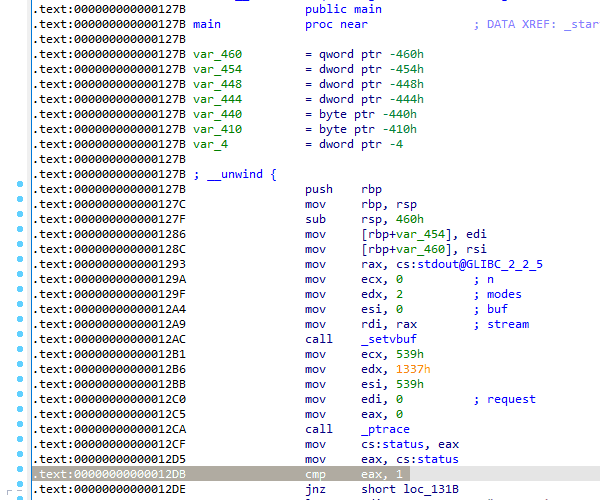 .text:000000000000127B public main
.text:000000000000127B main proc near ; DATA XREF: _star
.text:000000000000127B
.text:000000000000127B var_460 = qword ptr -460h
.text:000000000000127B var_454 = dword ptr -454h
.text:000000000000127B var_448 = dword ptr -448h
.text:000000000000127B var_444 = dword ptr -444h
.text:000000000000127B var_440 = byte ptr -440h
.text:000000000000127B var_410 = byte ptr -410h
.text:000000000000127B var_4 = dword ptr -4
.text:000000000000127B
.text:000000000000127B ; __unwind {
.text:000000000000127B push rbp
.text:000000000000127C mov rbp, rsp
.text:000000000000127F sub rsp, 460h
.text:0000000000001286 mov [rbp+var_454], edi
.text:000000000000128C mov [rbp+var_460], rsi
.text:0000000000001293 mov rax, cs:stdout@GLIBC_2_2_5
.text:000000000000129A mov ecx, 0 ; n
.text:000000000000129F mov edx, 2 ; modes
.text:00000000000012A4 mov esi, 0 ; buf
.text:00000000000012A9 mov rdi, rax ; stream
.text:00000000000012AC call _setvbuf
.text:00000000000012B1 mov ecx, 539h
.text:00000000000012B6 mov edx, 1337h
.text:00000000000012BB mov esi, 539h
.text:00000000000012C0 mov edi, 0 ; request
.text:00000000000012C5 mov eax, 0
.text:00000000000012CA call _ptrace
.text:00000000000012CF mov cs:status, eax
.text:00000000000012D5 mov eax, cs:status
.text:00000000000012DB cmp eax, 1
.text:00000000000012DE jnz short loc_131B